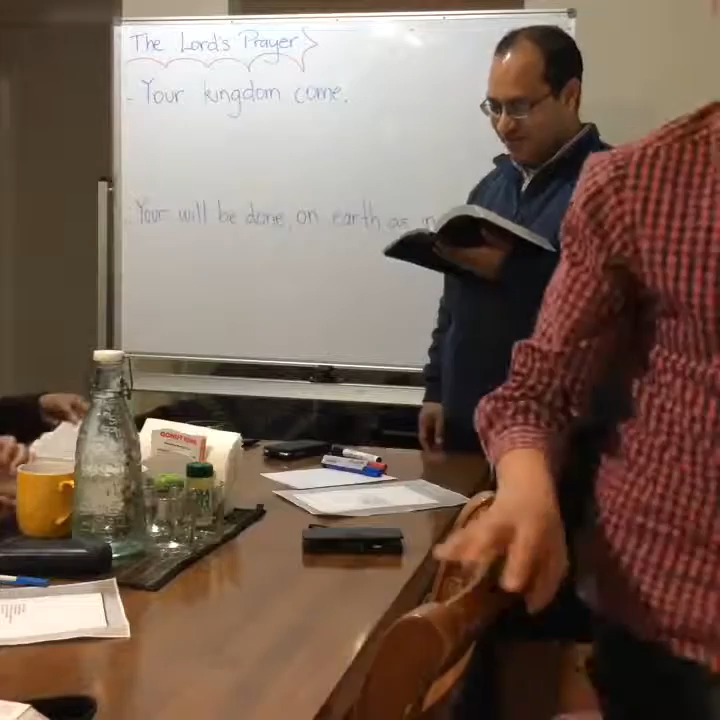 The Lord's Prayer
- Your kingdom come.
Your will be done, on earth as